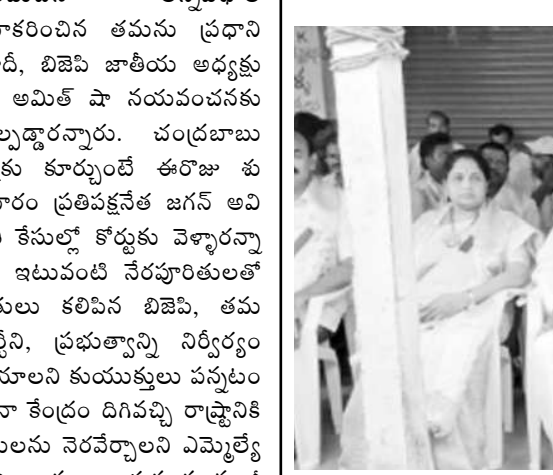 కరించిన తమను ప్రధాని
దీ, బిజెపి జాతీయ అధ్యక్షు
అమిత్ షా నయవంచనకు
ల్పడ్డారన్నారు. చంద్రబాబు
కు కూర్చుంటే ఈరోజు శు
రం ప్రతిపక్షనేత జగన్ అవి
కేసుల్లో కోర్టుకు వెళ్ళారన్నా
ఇటువంటి నేరపూరితులతో
తులు కలిపిన బిజెపి, తమ
ర్టీని, ప్రభుత్వాన్ని నిర్వీర్యం
యాలని కుయుక్తులు పన్నటం
నా కేంద్రం దిగివచ్చి రాష్ట్రానికి
లను నెరవేర్చాలని ఎమ్మెల్యే